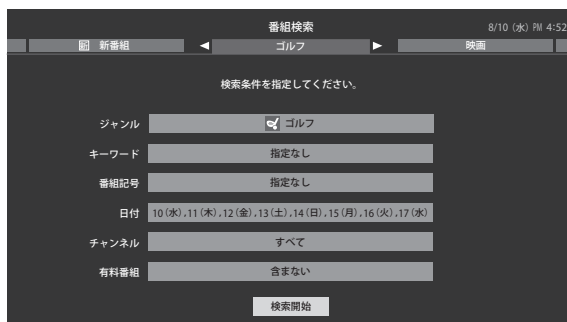 番組検索
8/10 (水) PM 4:52
新番組
◀ ゴルフ ▶
映画
検索条件を指定してください。
ジャンル ゴルフ
キーワード 指定なし
番組記号 指定なし
日付 10(水),11(木),12(金),13(土),14(日),15(月),16(火),17(水)
チャンネル すべて
有料番組 含まない
検索開始